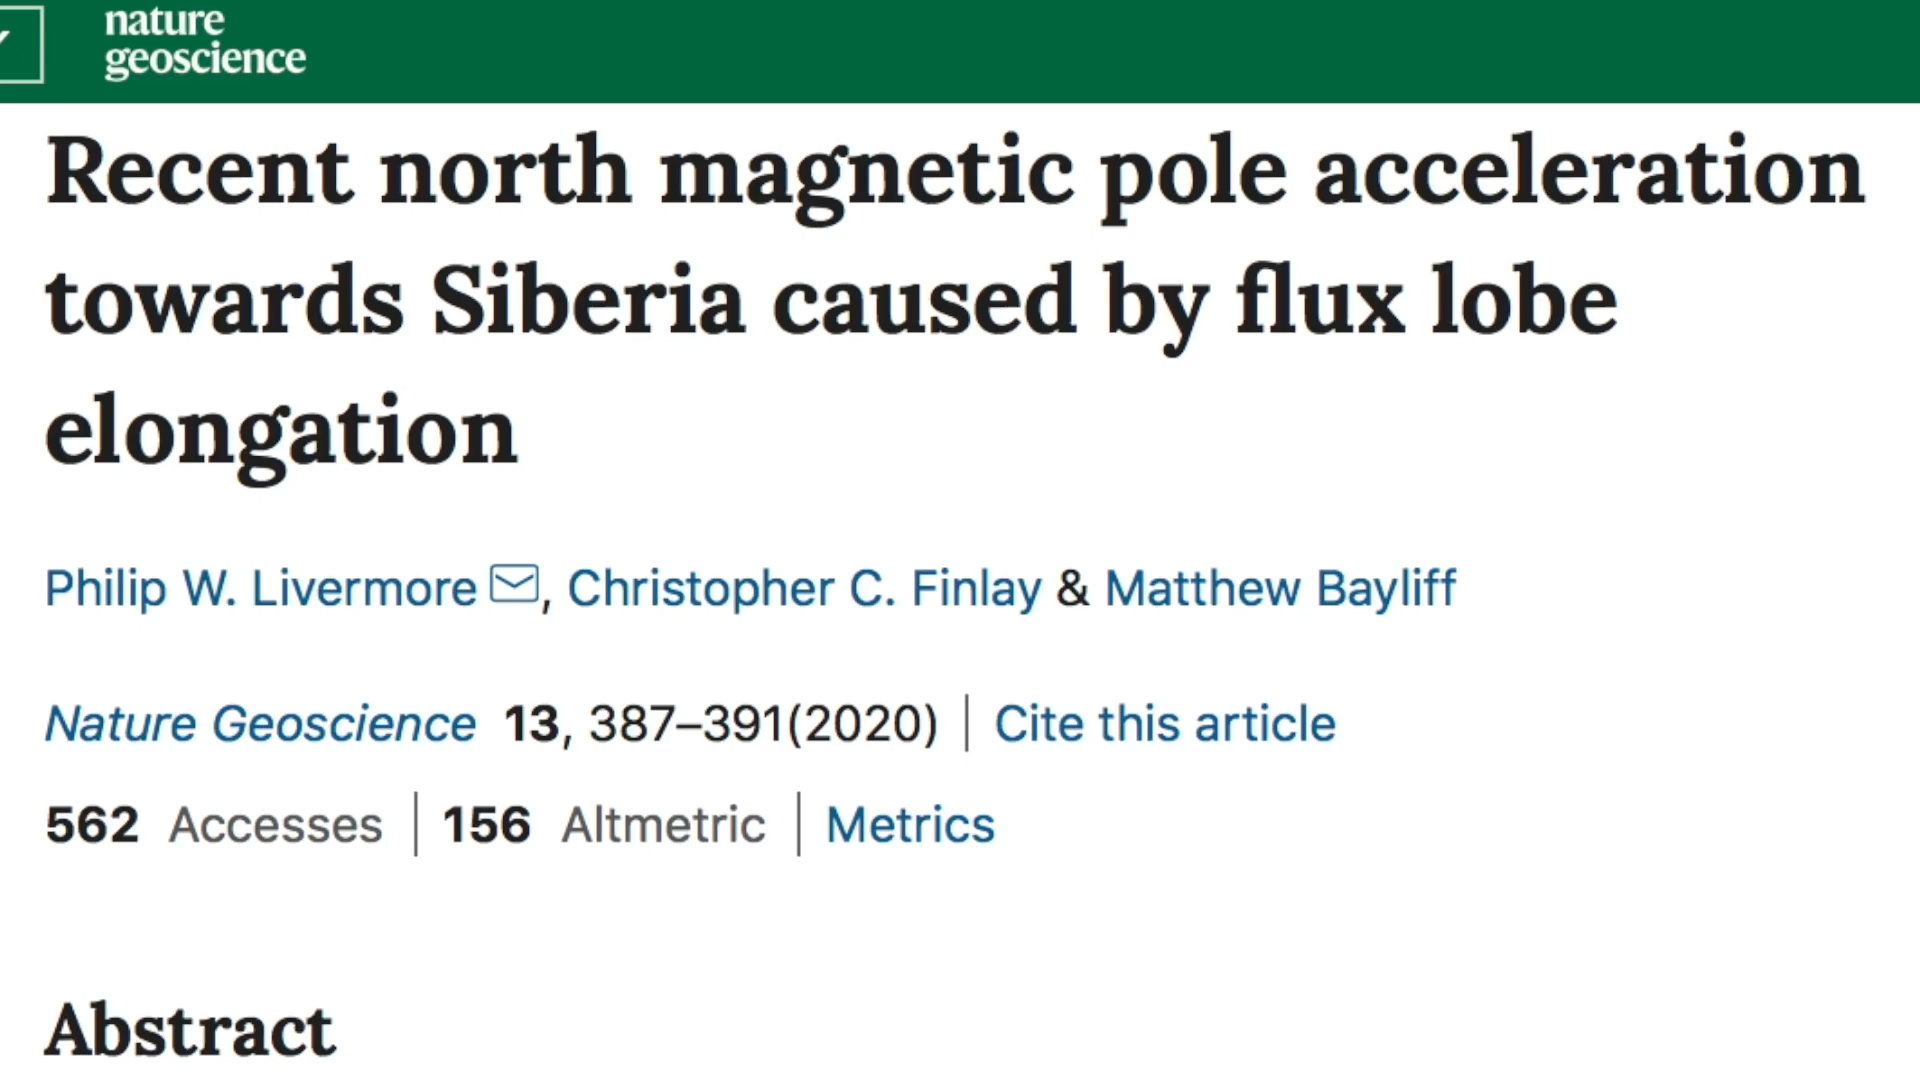 nature
geoscience
Recent north magnetic pole acceleration
towards Siberia caused by flux lobe
elongation
Philip W. Livermore, Christopher C. Finlay & Matthew Bayliff
Nature Geoscience 13, 387–391(2020) | Cite this article
562 Accesses | 156 Altmetric | Metrics
Abstract